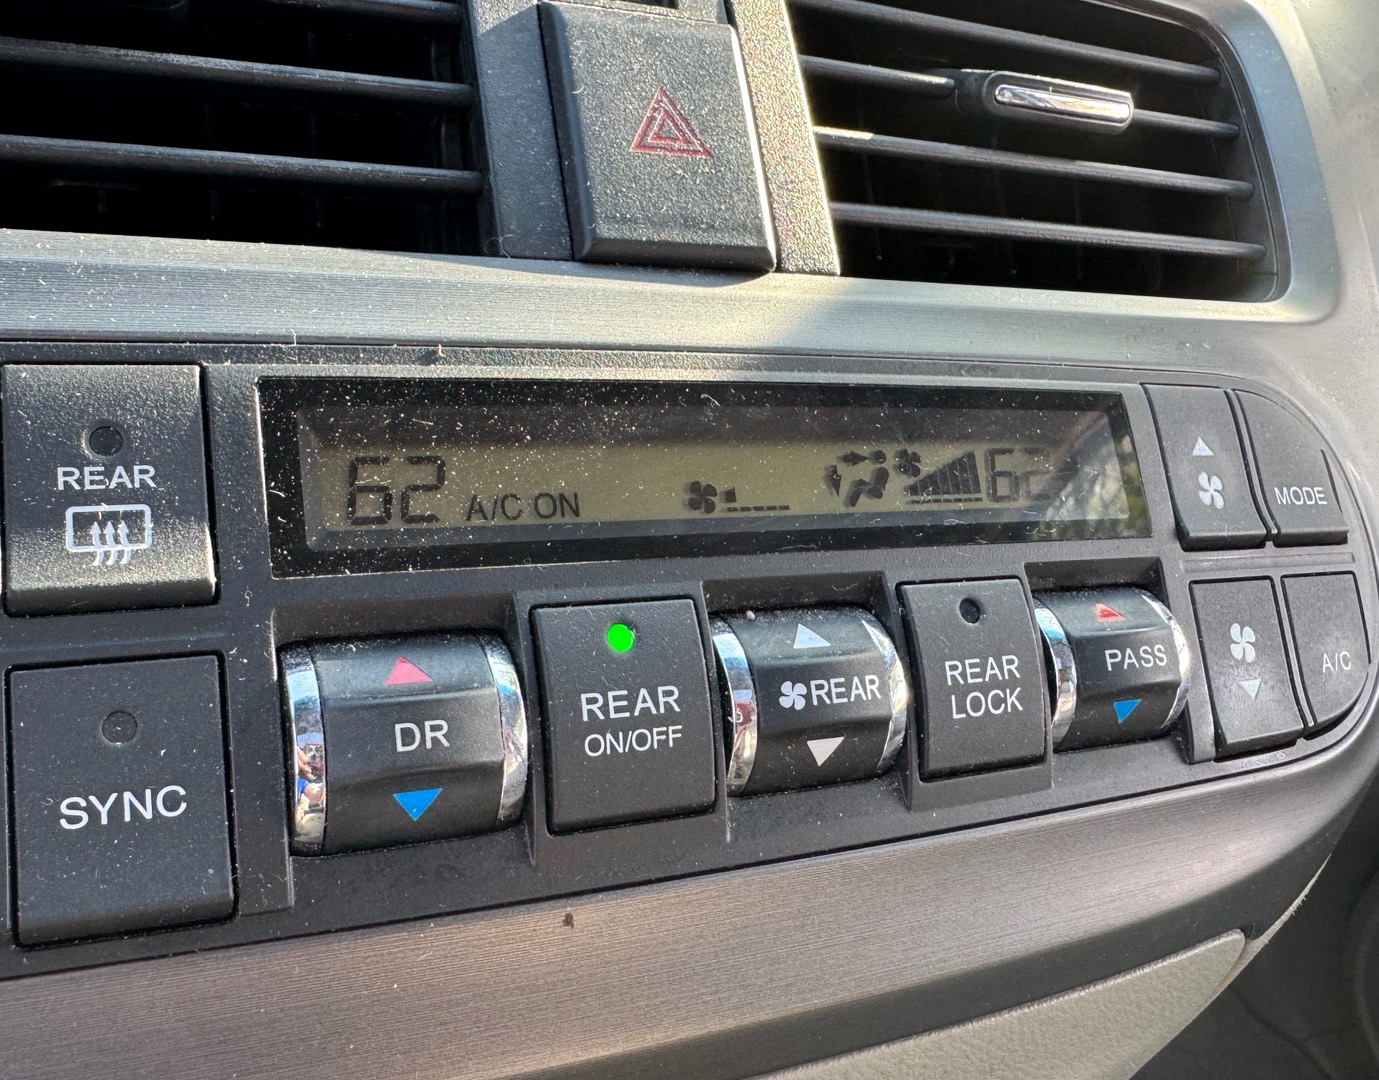 REAR
62 A/C ON 62
MODE
SYNC
DR
REAR
ON/OFF
REAR
REAR
LOCK
PASS
A/C